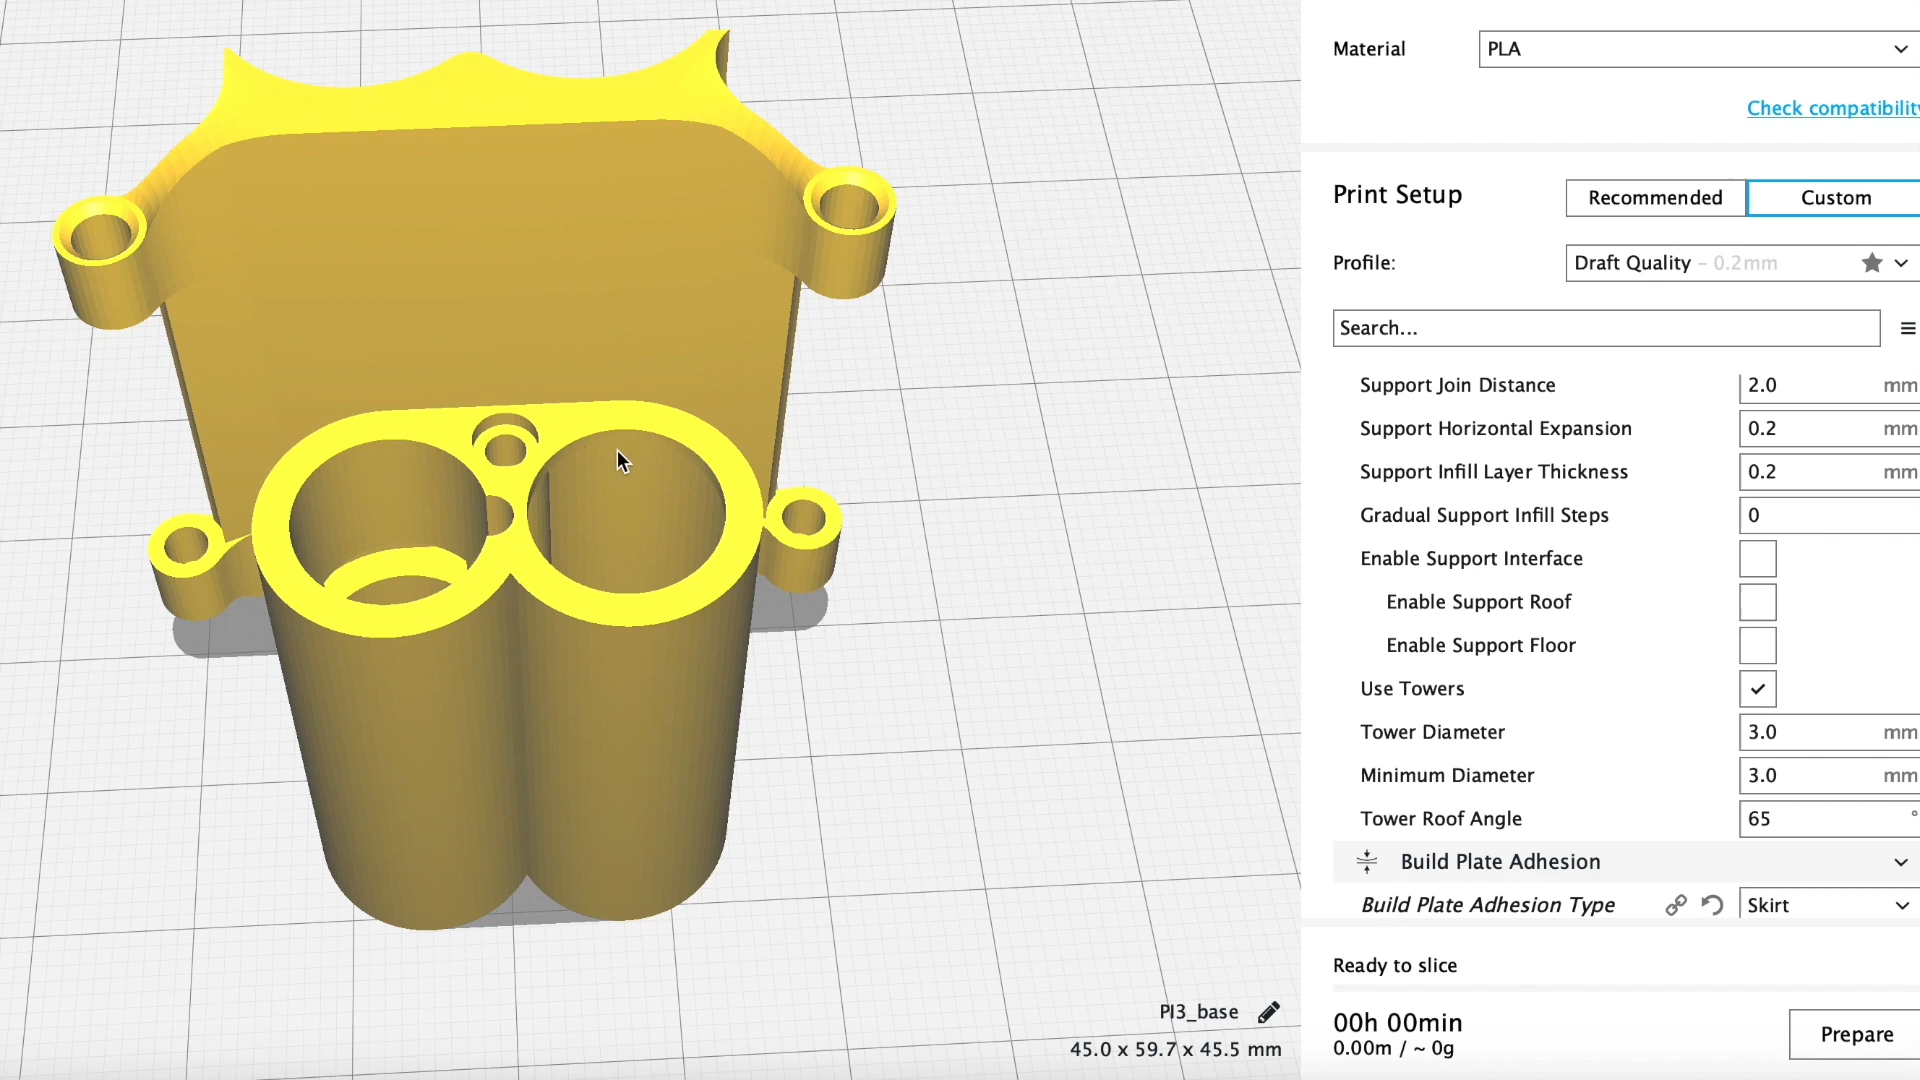 Material PLA
Check compatibility
Print Setup Recommended Custom
Profile: Draft Quality - 0.2mm
Search...
Support Join Distance 2.0 mm
Support Horizontal Expansion 0.2 mm
Support Infill Layer Thickness 0.2 mm
Gradual Support Infill Steps 0
Enable Support Interface
Enable Support Roof
Enable Support Floor
Use Towers
Tower Diameter 3.0 mm
Minimum Diameter 3.0 mm
Tower Roof Angle 65 °
Build Plate Adhesion
Build Plate Adhesion Type Skirt
Ready to slice
PI3_base
45.0 x 59.7 x 45.5 mm
00h 00min
0.00m / ~ 0g
Prepare